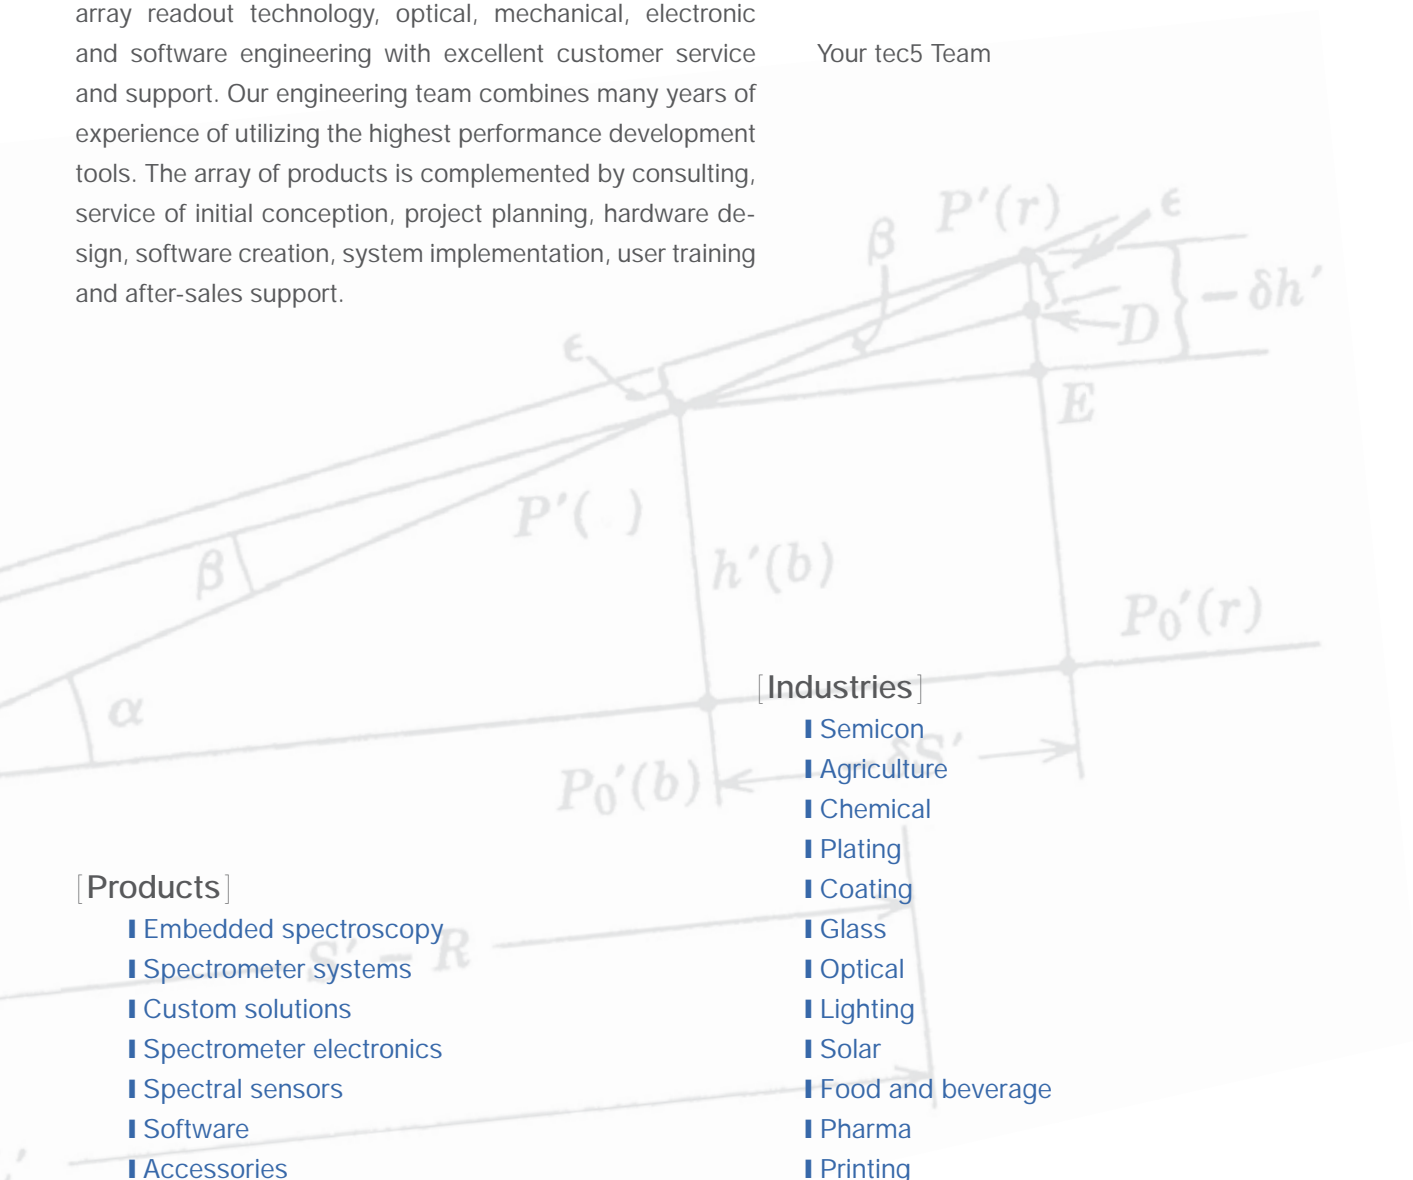 array readout technology, optical, mechanical, electronic
and software engineering with excellent customer service
and support. Our engineering team combines many years of
experience of utilizing the highest performance development
tools. The array of products is complemented by consulting,
service of initial conception, project planning, hardware de-
sign, software creation, system implementation, user training
and after-sales support.
Your tec5 Team
P′(r)
ϵ
β
− δh′
D
E
ϵ
P′( )
β
h′(b)
P₀′(r)
α
P₀′(b)
− δS′
S′ − R
[Products]
Embedded spectroscopy
Spectrometer systems
Custom solutions
Spectrometer electronics
Spectral sensors
Software
Accessories
[Industries]
Semicon
Agriculture
Chemical
Plating
Coating
Glass
Optical
Lighting
Solar
Food and beverage
Pharma
Printing